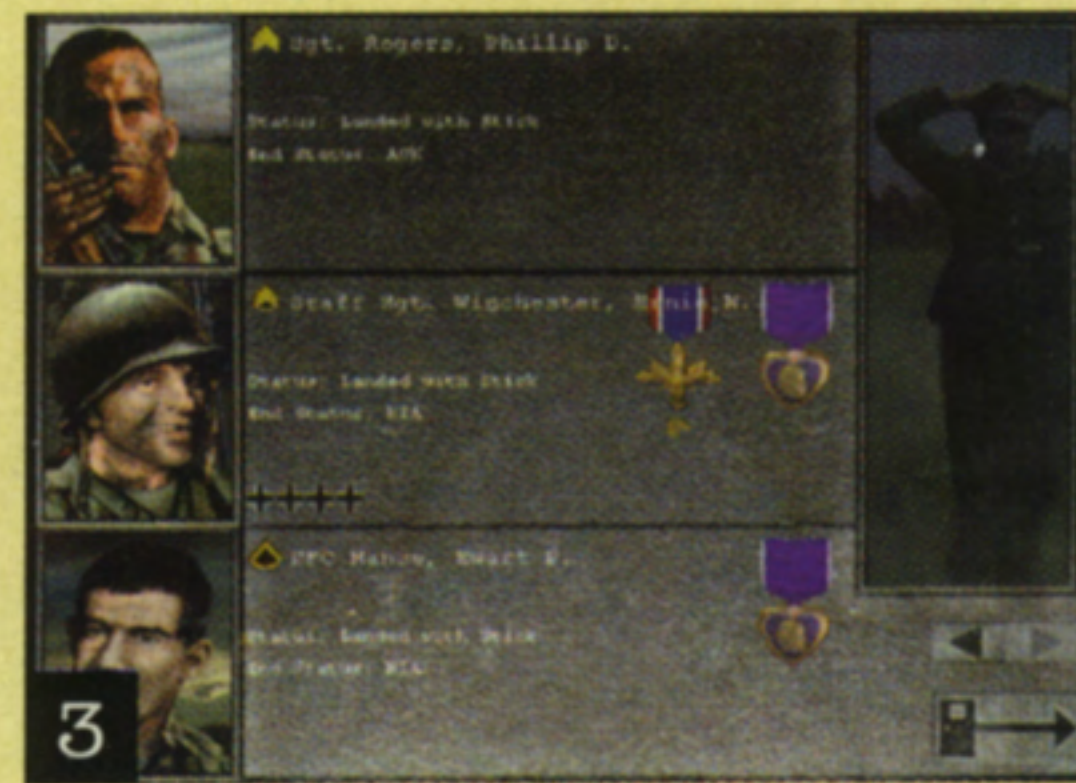 Sgt. Rogers, Phillip D.
Status: Landed with Stick
End Status:
Staff Sgt. Winchester,
Status: Landed with Stick
End Status: KIA
PFC
Status: Landed with Stick
End Status: KIA
3